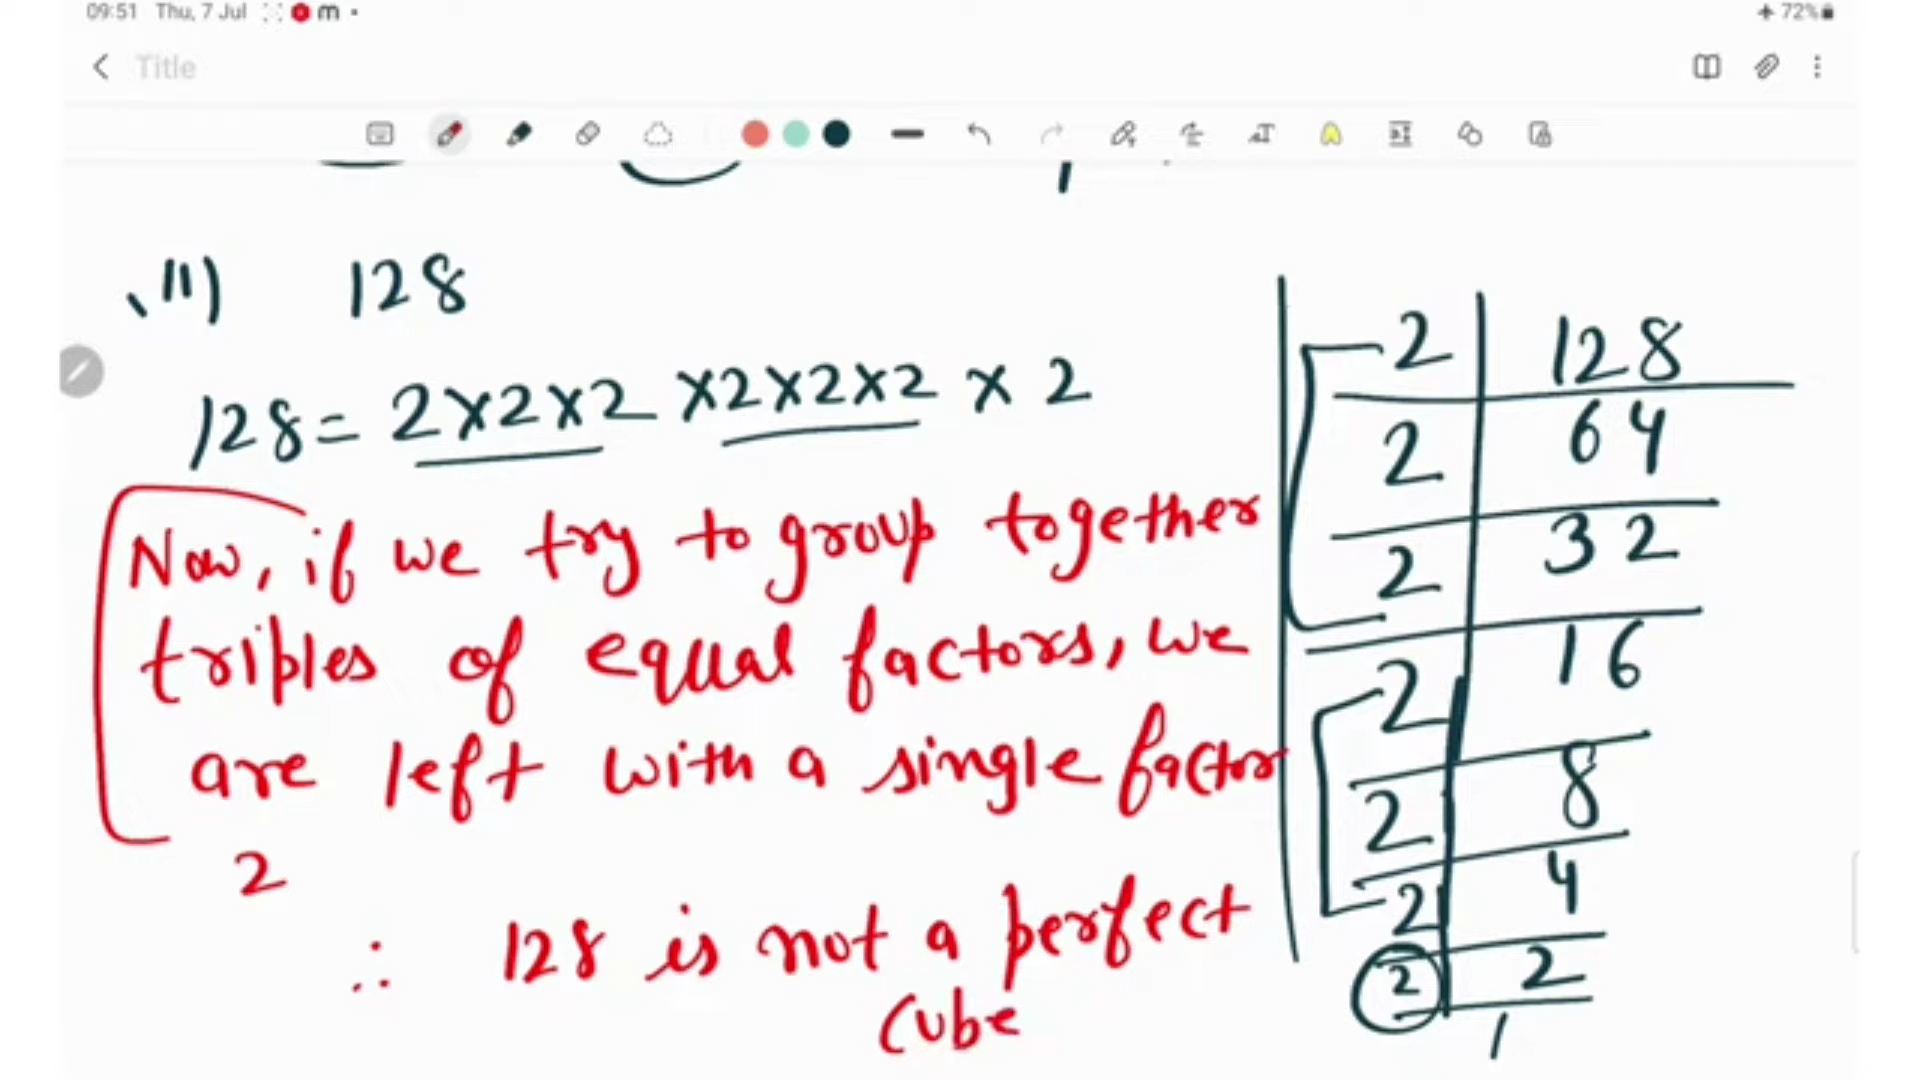 09:51 Thu, 7 Jul m •
72%
Title
ii) 128
128 = 2×2×2 ×2×2×2 × 2
Now, if we try to group together
triples of equal factors, we
are left with a single factor
2
∴ 128 is not a perfect
Cube
2 128
2 64
2 32
2 16
2 8
2 4
2 2
1